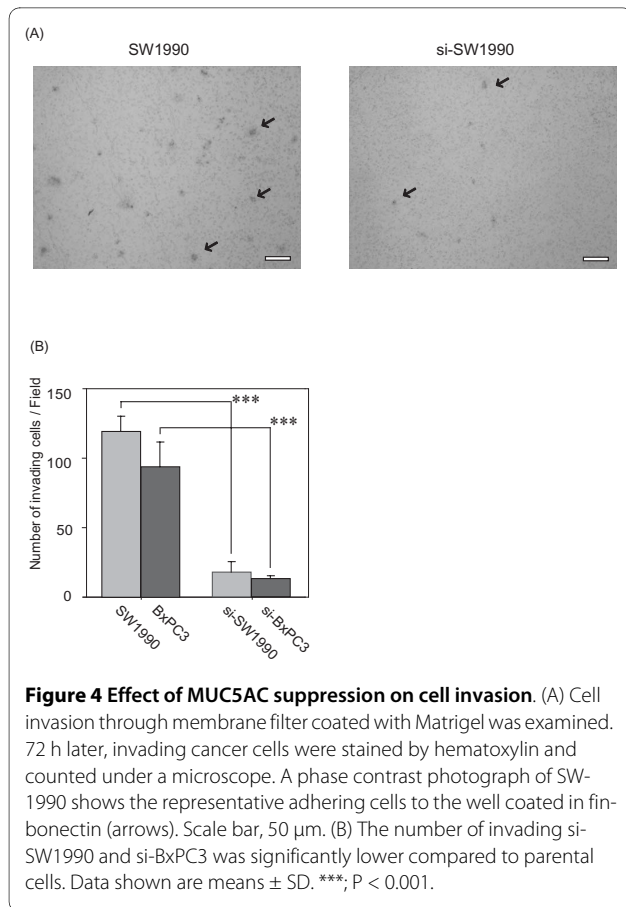 (A)
SW1990
si-SW1990
(B)
Number of invading cells / Field
150
100
50
0
***
***
SW1990
BxPC3
si-SW1990
si-BxPC3
Figure 4 Effect of MUC5AC suppression on cell invasion. (A) Cell
invasion through membrane filter coated with Matrigel was examined.
72 h later, invading cancer cells were stained by hematoxylin and
counted under a microscope. A phase contrast photograph of SW-
1990 shows the representative adhering cells to the well coated in fin-
bonectin (arrows). Scale bar, 50 μm. (B) The number of invading si-
SW1990 and si-BxPC3 was significantly lower compared to parental
cells. Data shown are means ± SD. ***; P < 0.001.